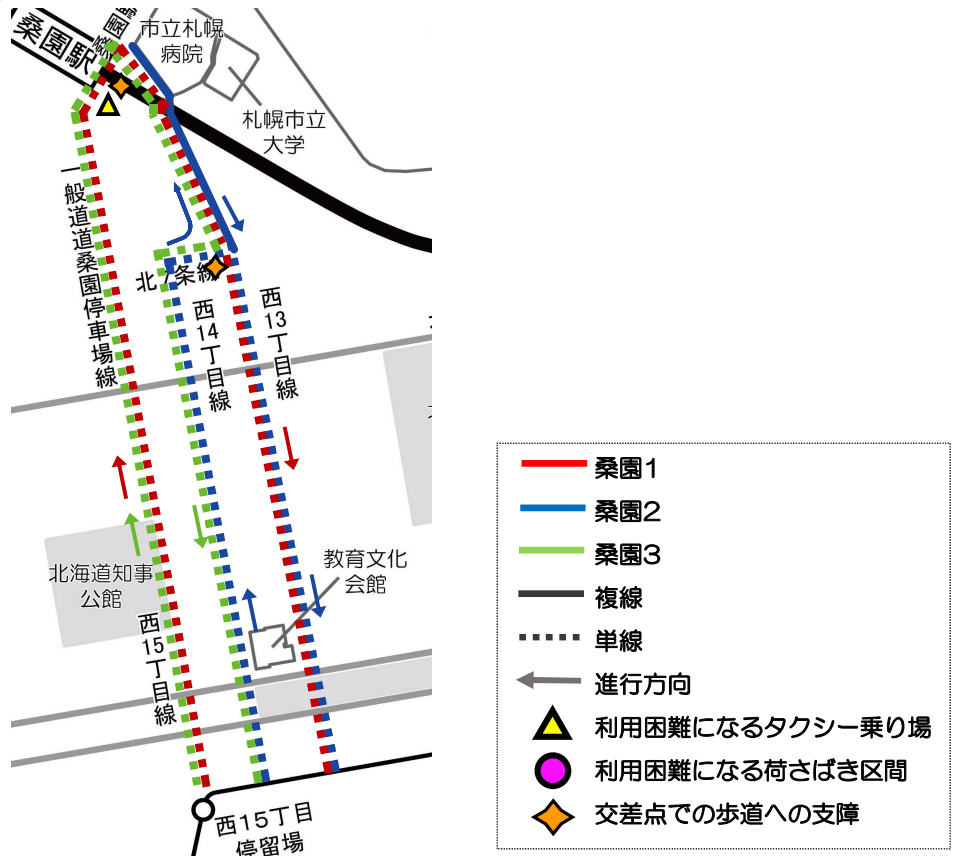 桑園駅
市立札幌
病院
札幌市立
大学
一般道道桑園停車場線
北7条線
西14丁目線
西13丁目線
教育文化
会館
北海道知事
公館
西15丁目線
西15丁目
停留場
桑園1
桑園2
桑園3
複線
単線
進行方向
利用困難になるタクシー乗り場
利用困難になる荷さばき区間
交差点での歩道への支障